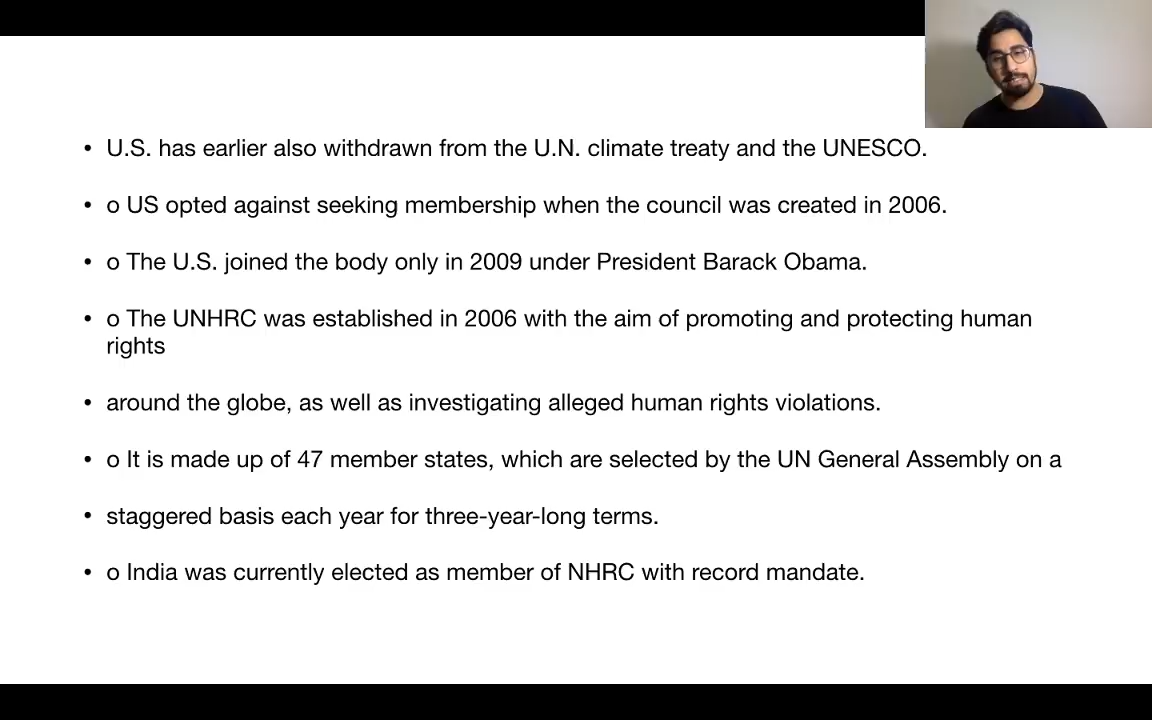 • U.S. has earlier also withdrawn from the U.N. climate treaty and the UNESCO.
• o US opted against seeking membership when the council was created in 2006.
• o The U.S. joined the body only in 2009 under President Barack Obama.
• o The UNHRC was established in 2006 with the aim of promoting and protecting human
rights
• around the globe, as well as investigating alleged human rights violations.
• o It is made up of 47 member states, which are selected by the UN General Assembly on a
• staggered basis each year for three-year-long terms.
• o India was currently elected as member of NHRC with record mandate.